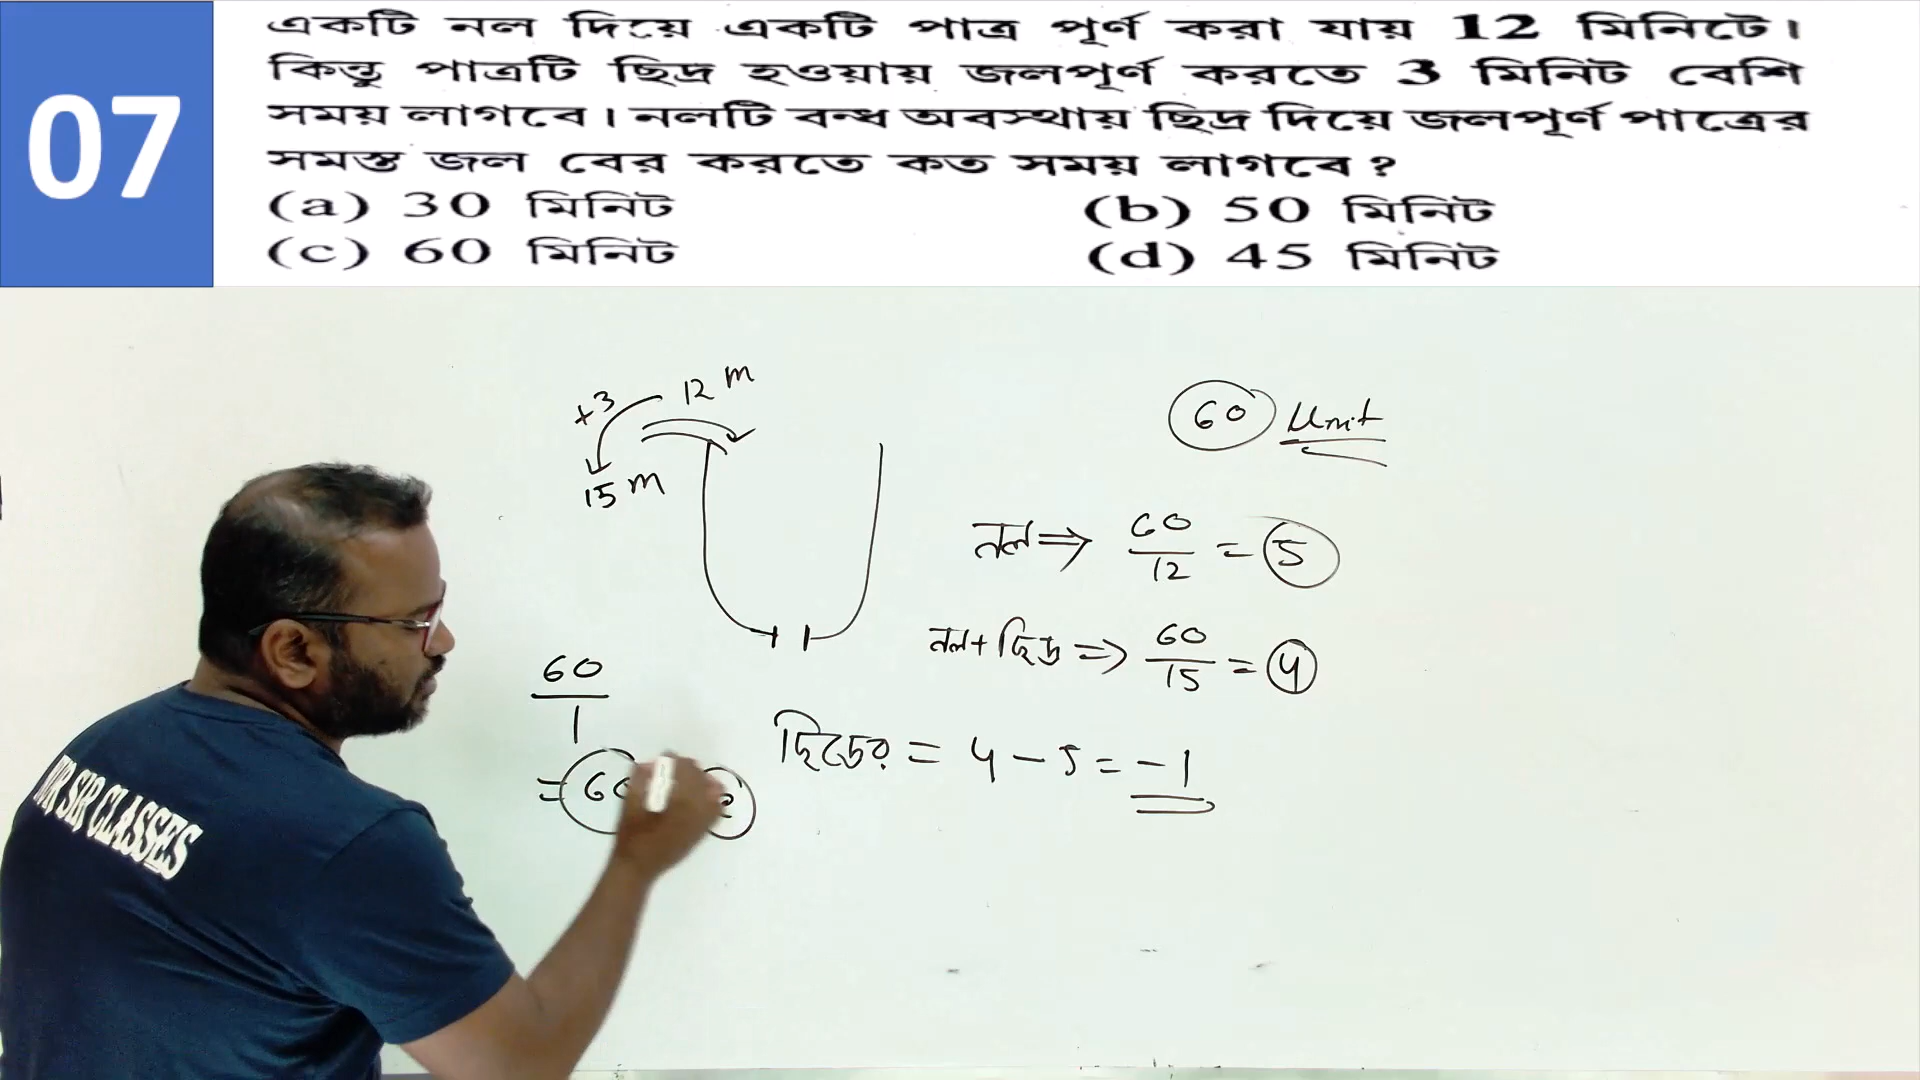 07
একটি নল দিয়ে একটি পাত্র পূর্ণ করা যায় 12 মিনিটে।
কিন্তু পাত্রটি ছিদ্র হওয়ায় জলপূর্ণ করতে 3 মিনিট বেশি
সময় লাগবে। নলটি বন্ধ অবস্থায় ছিদ্র দিয়ে জলপূর্ণ পাত্রের
সমস্ত জল বের করতে কত সময় লাগবে ?
(a) 30 মিনিট (b) 50 মিনিট
(c) 60 মিনিট (d) 45 মিনিট
+3 12 m
15 m
60 Unit
নল ⇒ 60/12 = 5
নল + ছিদ্র ⇒ 60/15 = 4
ছিদ্রের = 4 - 5 = -1
60/1
= 60
MR SIR CLASSES